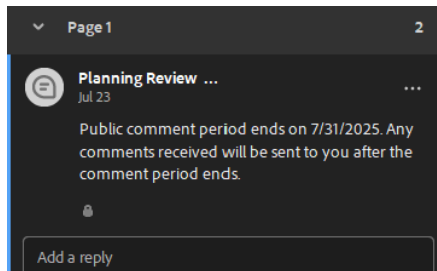 Page 1 2
Planning Review ...
Jul 23
Public comment period ends on 7/31/2025. Any
comments received will be sent to you after the
comment period ends.
Add a reply